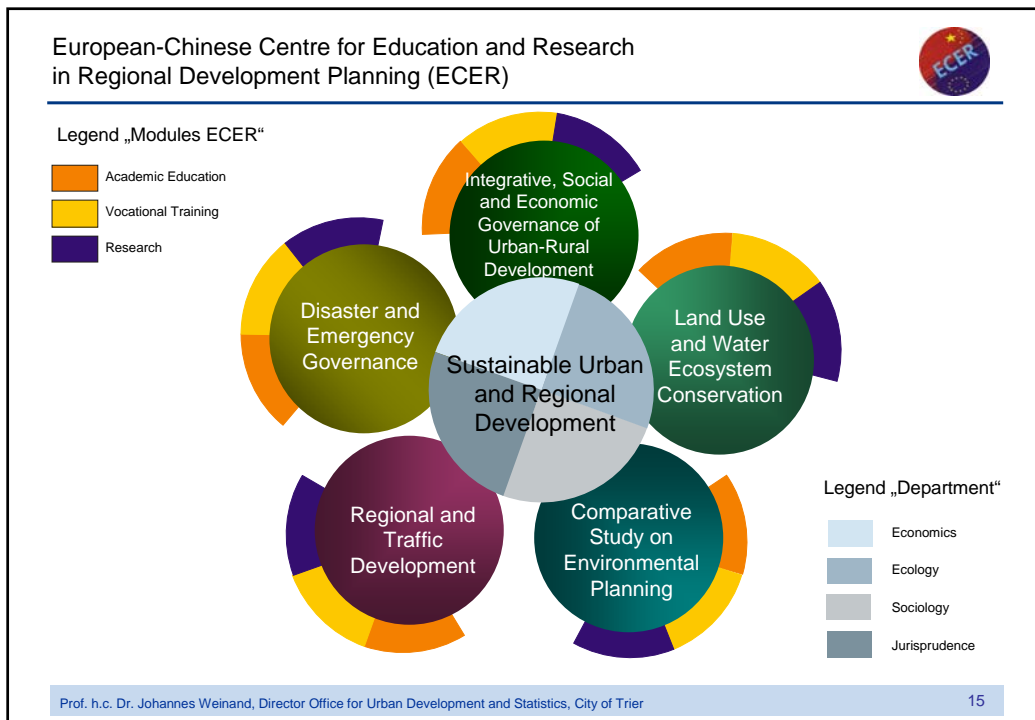 European-Chinese Centre for Education and Research
in Regional Development Planning (ECER)
ECER
Legend „Modules ECER“
Academic Education
Vocational Training
Research
Integrative, Social
and Economic
Governance of
Urban-Rural
Development
Disaster and
Emergency
Governance
Land Use
and Water
Ecosystem
Conservation
Sustainable Urban
and Regional
Development
Regional and
Traffic
Development
Comparative
Study on
Environmental
Planning
Legend „Department“
Economics
Ecology
Sociology
Jurisprudence
Prof. h.c. Dr. Johannes Weinand, Director Office for Urban Development and Statistics, City of Trier
15